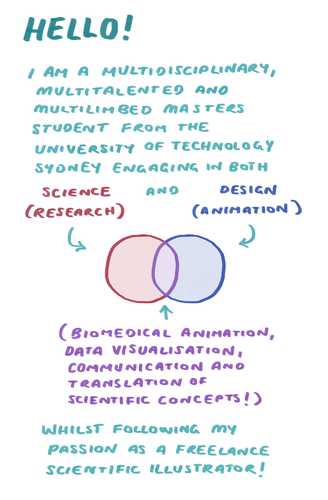 HELLO!
I AM A MULTIDISCIPLINARY,
MULTITALENTED AND
MULTILIMBED MASTERS
STUDENT FROM THE
UNIVERSITY OF TECHNOLOGY
SYDNEY ENGAGING IN BOTH
SCIENCE AND DESIGN
(RESEARCH) (ANIMATION)
(BIOMEDICAL ANIMATION,
DATA VISUALISATION,
COMMUNICATION AND
TRANSLATION OF
SCIENTIFIC CONCEPTS!)
WHILST FOLLOWING MY
PASSION AS A FREELANCE
SCIENTIFIC ILLUSTRATOR!